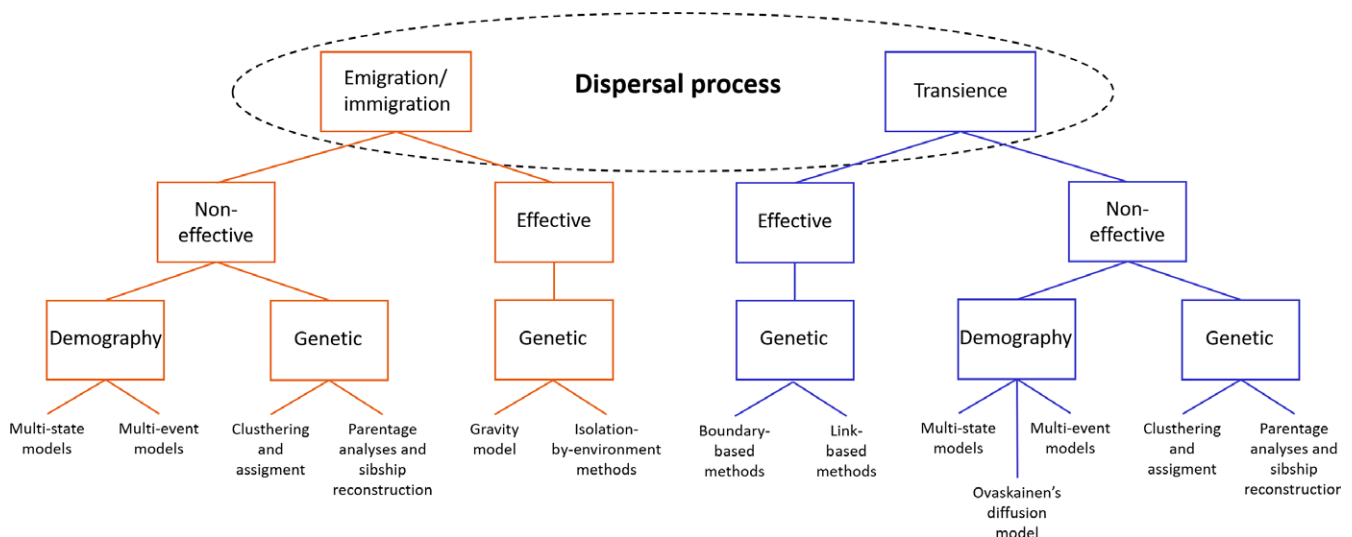 Dispersal process
Emigration/
immigration
Transience
Non-
effective
Effective
Effective
Non-
effective
Demography
Genetic
Genetic
Genetic
Demography
Genetic
Multi-state
models
Multi-event
models
Clusthering
and
assigment
Parentage
analyses and
sibship
reconstruction
Gravity
model
Isolation-
by-environment
methods
Boundary-
based
methods
Link-
based
methods
Multi-state
models
Ovaskainen’s
diffusion
model
Multi-event
models
Clusthering
and
assigment
Parentage
analyses and
sibship
reconstructior